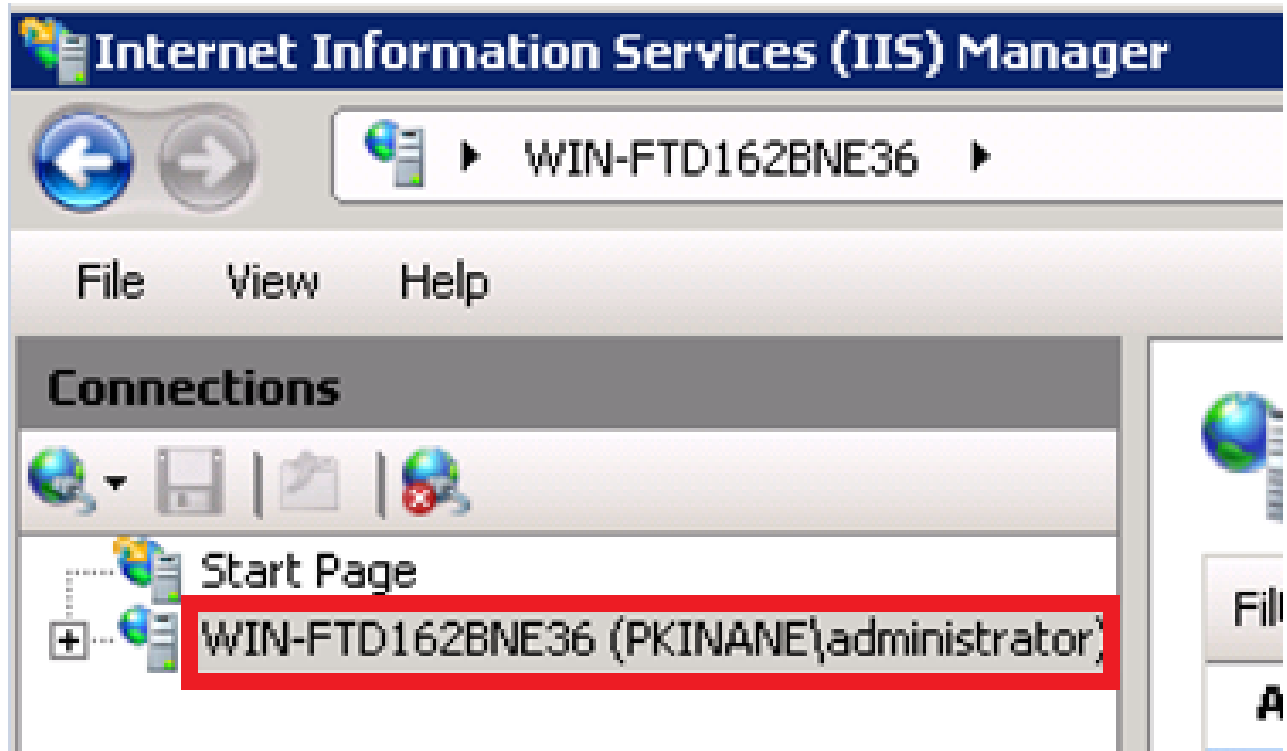 Internet Information Services (IIS) Manager
WIN-FTD162BNE36
File View Help
Connections
Start Page
WIN-FTD162BNE36 (PKINANE\administrator)